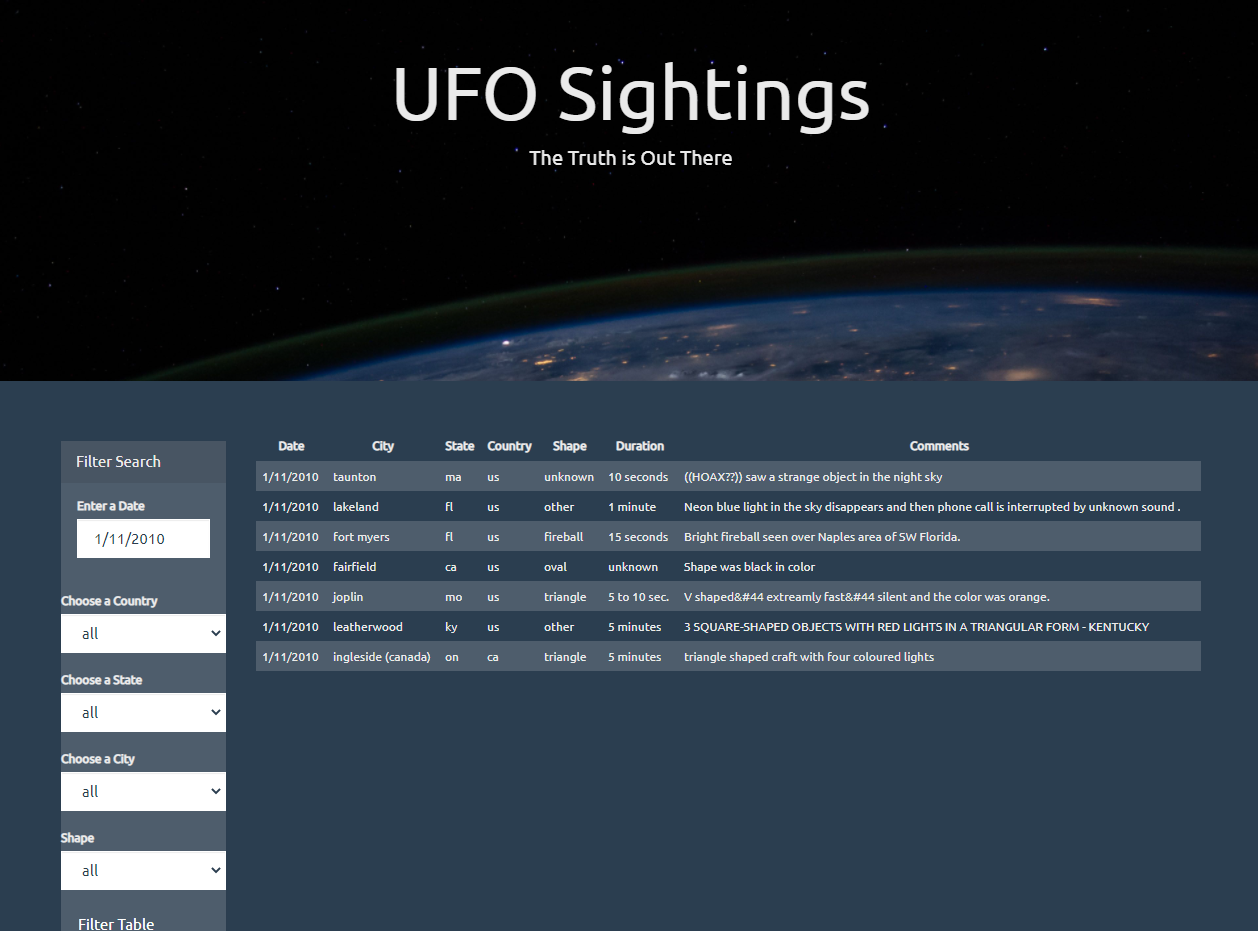 UFO Sightings
The Truth is Out There
Filter Search
Enter a Date
1/11/2010
Choose a Country
all
Choose a State
all
Choose a City
all
Shape
all
Filter Table
Date City State Country Shape Duration Comments
1/11/2010 taunton ma us unknown 10 seconds ((HOAX??)) saw a strange object in the night sky
1/11/2010 lakeland fl us other 1 minute Neon blue light in the sky disappears and then phone call is interrupted by unknown sound .
1/11/2010 fort myers fl us fireball 15 seconds Bright fireball seen over Naples area of SW Florida.
1/11/2010 fairfield ca us oval unknown Shape was black in color
1/11/2010 joplin mo us triangle 5 to 10 sec. V shaped&#44 extreamly fast&#44 silent and the color was orange.
1/11/2010 leatherwood ky us other 5 minutes 3 SQUARE-SHAPED OBJECTS WITH RED LIGHTS IN A TRIANGULAR FORM - KENTUCKY
1/11/2010 ingleside (canada) on ca triangle 5 minutes triangle shaped craft with four coloured lights